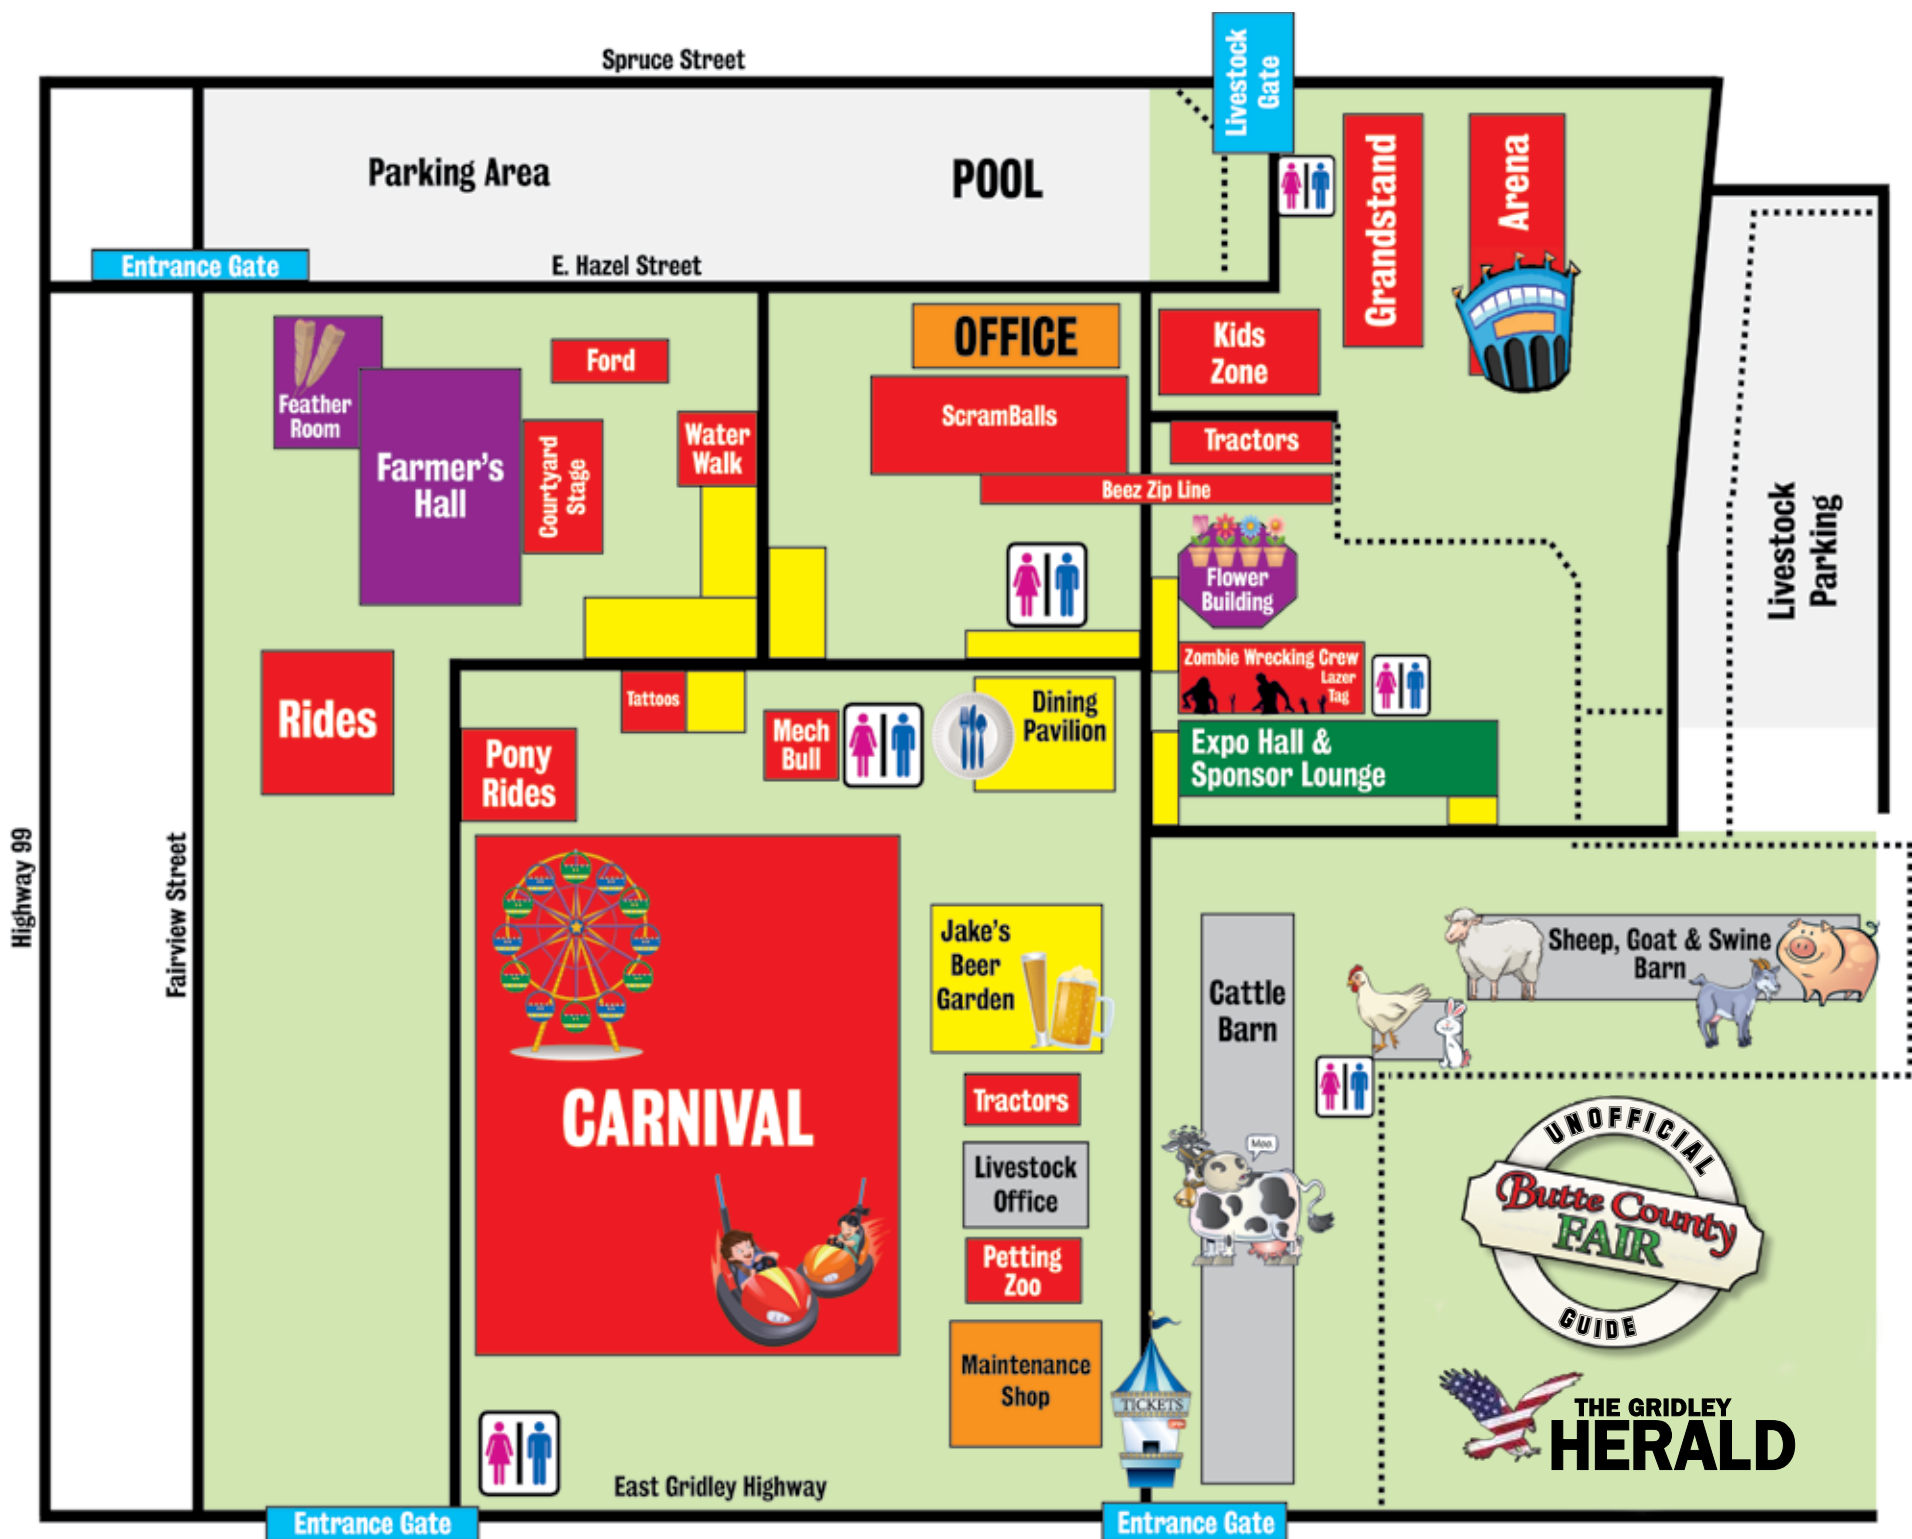 Spruce Street
Livestock
Gate
Parking Area
POOL
Grandstand
Arena
Entrance Gate
E. Hazel Street
Feather
Room
Farmer's
Hall
Ford
Courtyard
Stage
Water
Walk
OFFICE
ScramBalls
Kids
Zone
Tractors
Beez Zip Line
Flower
Building
Livestock
Parking
Zombie Wrecking Crew
Lazer
Tag
Expo Hall &
Sponsor Lounge
Rides
Tattoos
Pony
Rides
Mech
Bull
Dining
Pavilion
Highway 99
Fairview Street
CARNIVAL
Jake's
Beer
Garden
Tractors
Livestock
Office
Petting
Zoo
Maintenance
Shop
TICKETS
Cattle
Barn
Moo.
Sheep, Goat & Swine
Barn
UNOFFICIAL
Butte County
FAIR
GUIDE
THE GRIDLEY
HERALD
East Gridley Highway
Entrance Gate
Entrance Gate